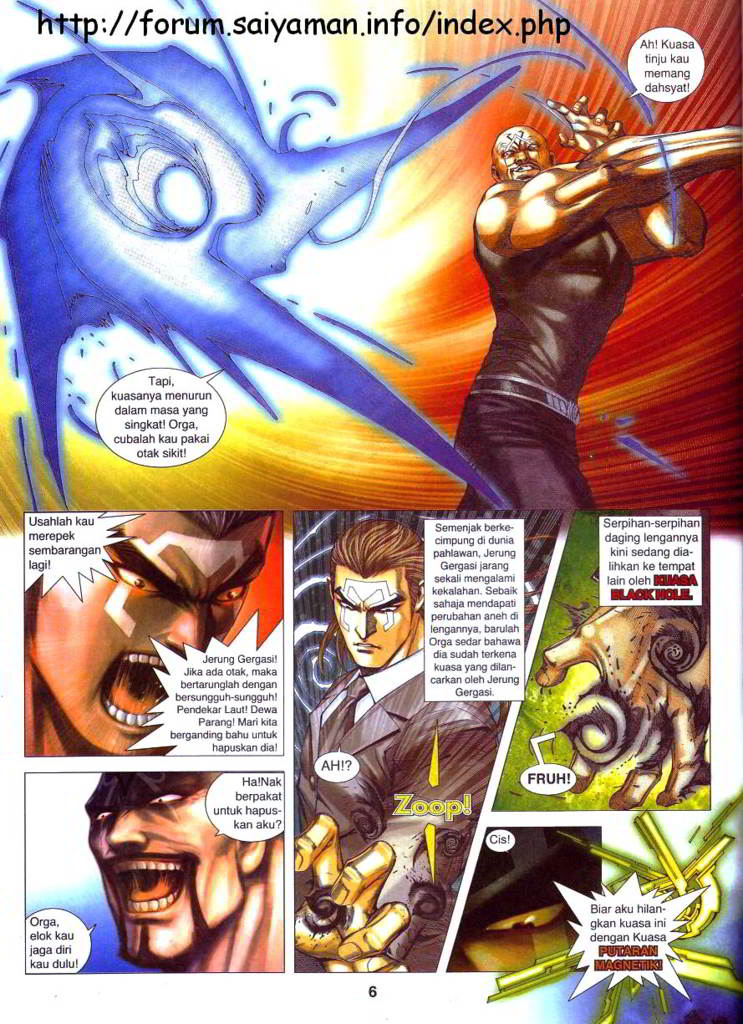 http://forum.saiyaman.info/index.php
Ah! Kuasa
tinju kau
memang
dahsyat!
Tapi,
kuasanya menurun
dalam masa yang
singkat! Orga,
cubalah kau pakai
otak sikit!
Usahlah kau
merepek
sembarangan
lagi!
Jerung Gergasi!
Jika ada otak, maka
bertarunglah dengan
bersungguh-sungguh!
Pendekar Laut! Dewa
Parang! Mari kita
berganding bahu untuk
hapuskan dia!
Semenjak berke-
cimpung di dunia
pahlawan, Jerung
Gergasi jarang
sekali mengalami
kekalahan. Sebaik
sahaja mendapati
perubahan aneh di
lengannya, barulah
Orga sedar bahawa
dia sudah terkena
kuasa yang dilan-
carkan oleh Jerung
Gergasi.
AH!?
Zoop!
Serpihan-serpihan
daging lengannya
kini sedang dia-
lihkan ke tempat
lain oleh KUASA
BLACK HOLE.
FRUH!
Ha!Nak
berpakat
untuk hapus-
kan aku?
Orga,
elok kau
jaga diri
kau dulu!
Cis!
Biar aku hilan-
gkan kuasa ini
dengan Kuasa
PUTARAN
MAGNETIK!
6